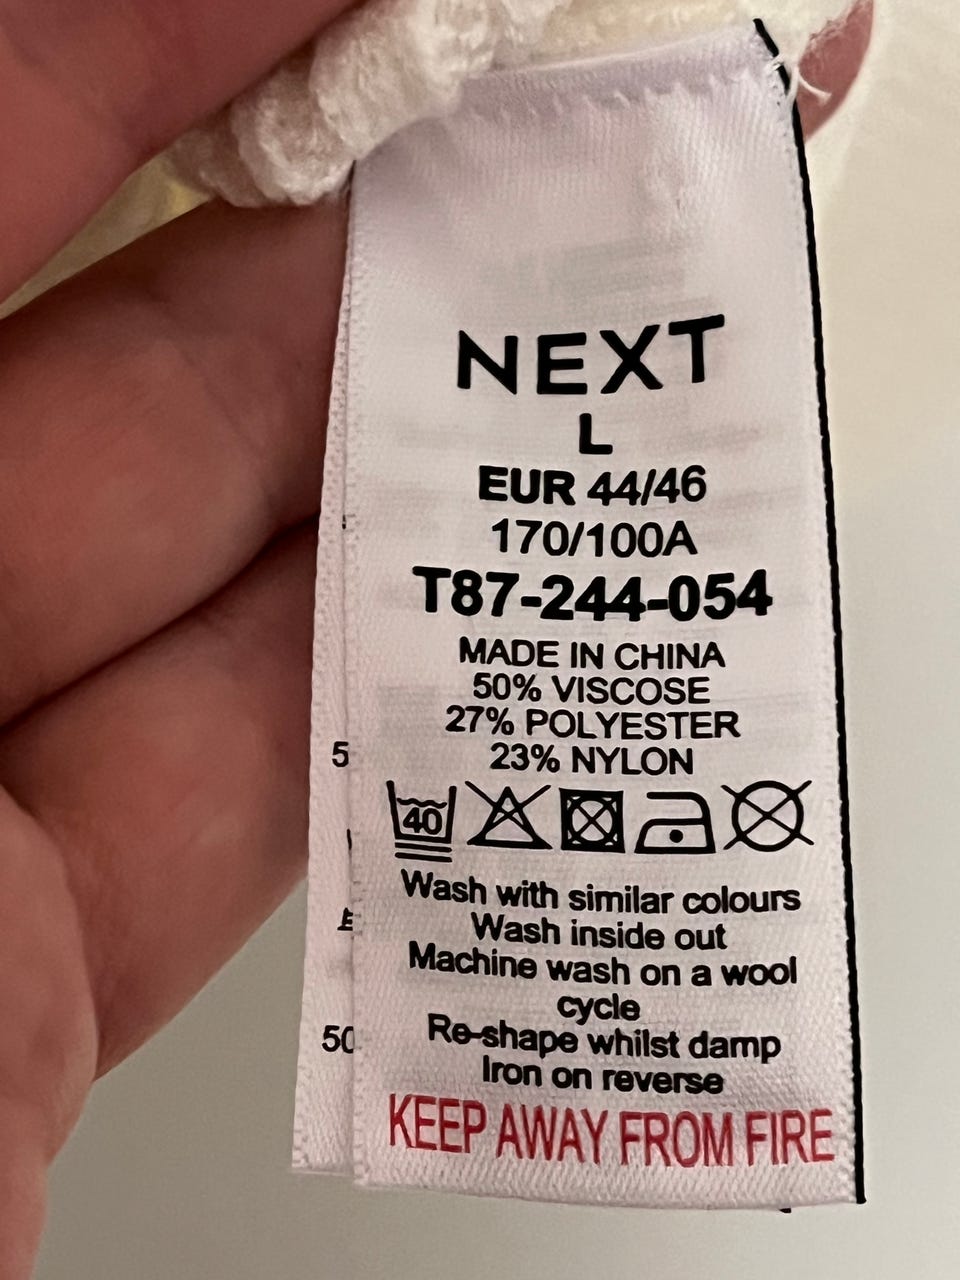 NEXT
L
EUR 44/46
170/100A
T87-244-054
MADE IN CHINA
50% VISCOSE
27% POLYESTER
23% NYLON
40
Wash with similar colours
Wash inside out
Machine wash on a wool
cycle
Re-shape whilst damp
Iron on reverse
KEEP AWAY FROM FIRE
5
50